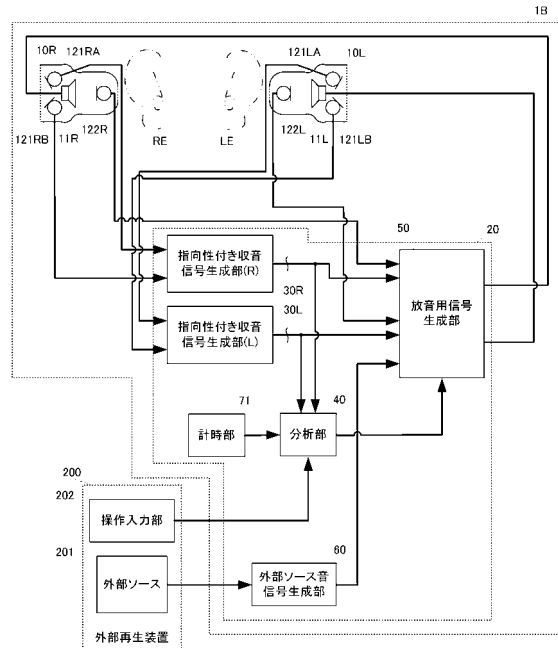 1B
10R 121RA
121LA 10L
122R
122L
121RB 11R
RE
LE
11L 121LB
50 20
指向性付き収音
信号生成部(R)
放音用信号
生成部
30R
指向性付き収音
信号生成部(L)
30L
71
40
計時部
分析部
200
202
操作入力部
201
60
外部ソース
外部ソース音
信号生成部
外部再生装置